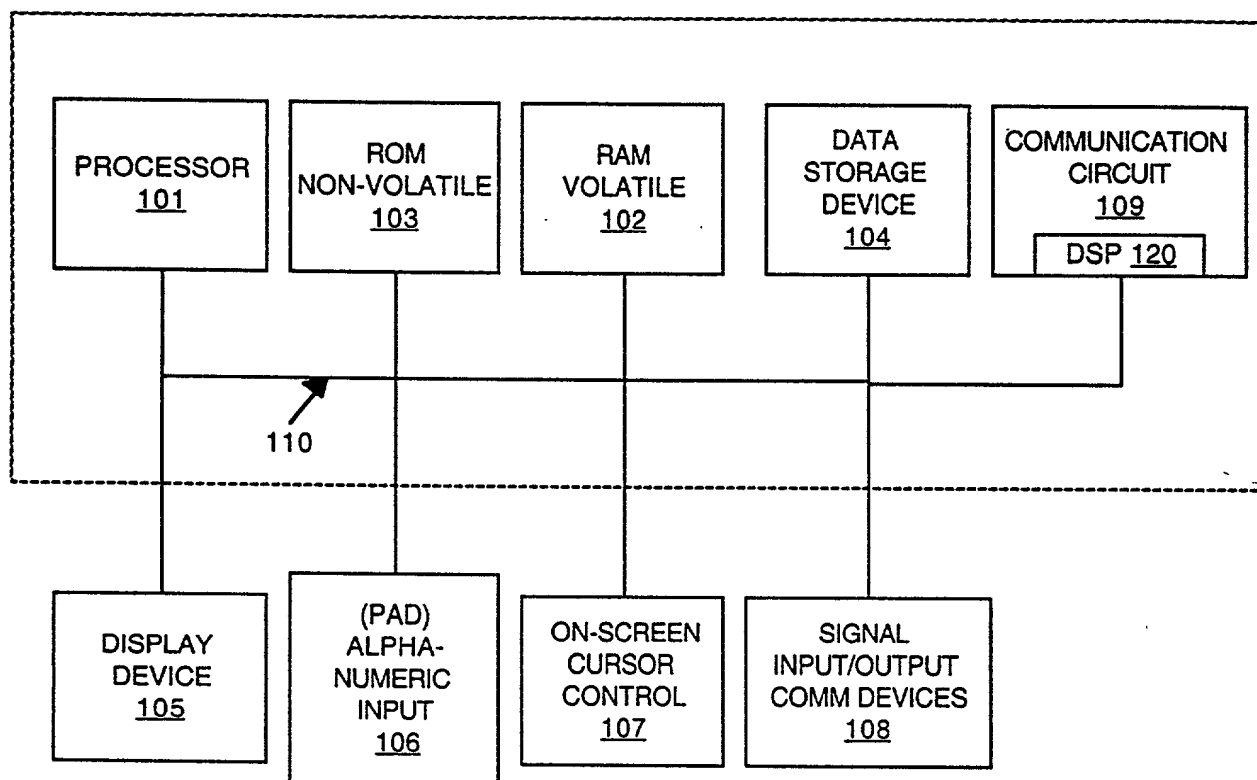 PROCESSOR
101
ROM
NON-VOLATILE
103
RAM
VOLATILE
102
DATA
STORAGE
DEVICE
104
COMMUNICATION
CIRCUIT
109
DSP 120
110
DISPLAY
DEVICE
105
(PAD)
ALPHA-
NUMERIC
INPUT
106
ON-SCREEN
CURSOR
CONTROL
107
SIGNAL
INPUT/OUTPUT
COMM DEVICES
108